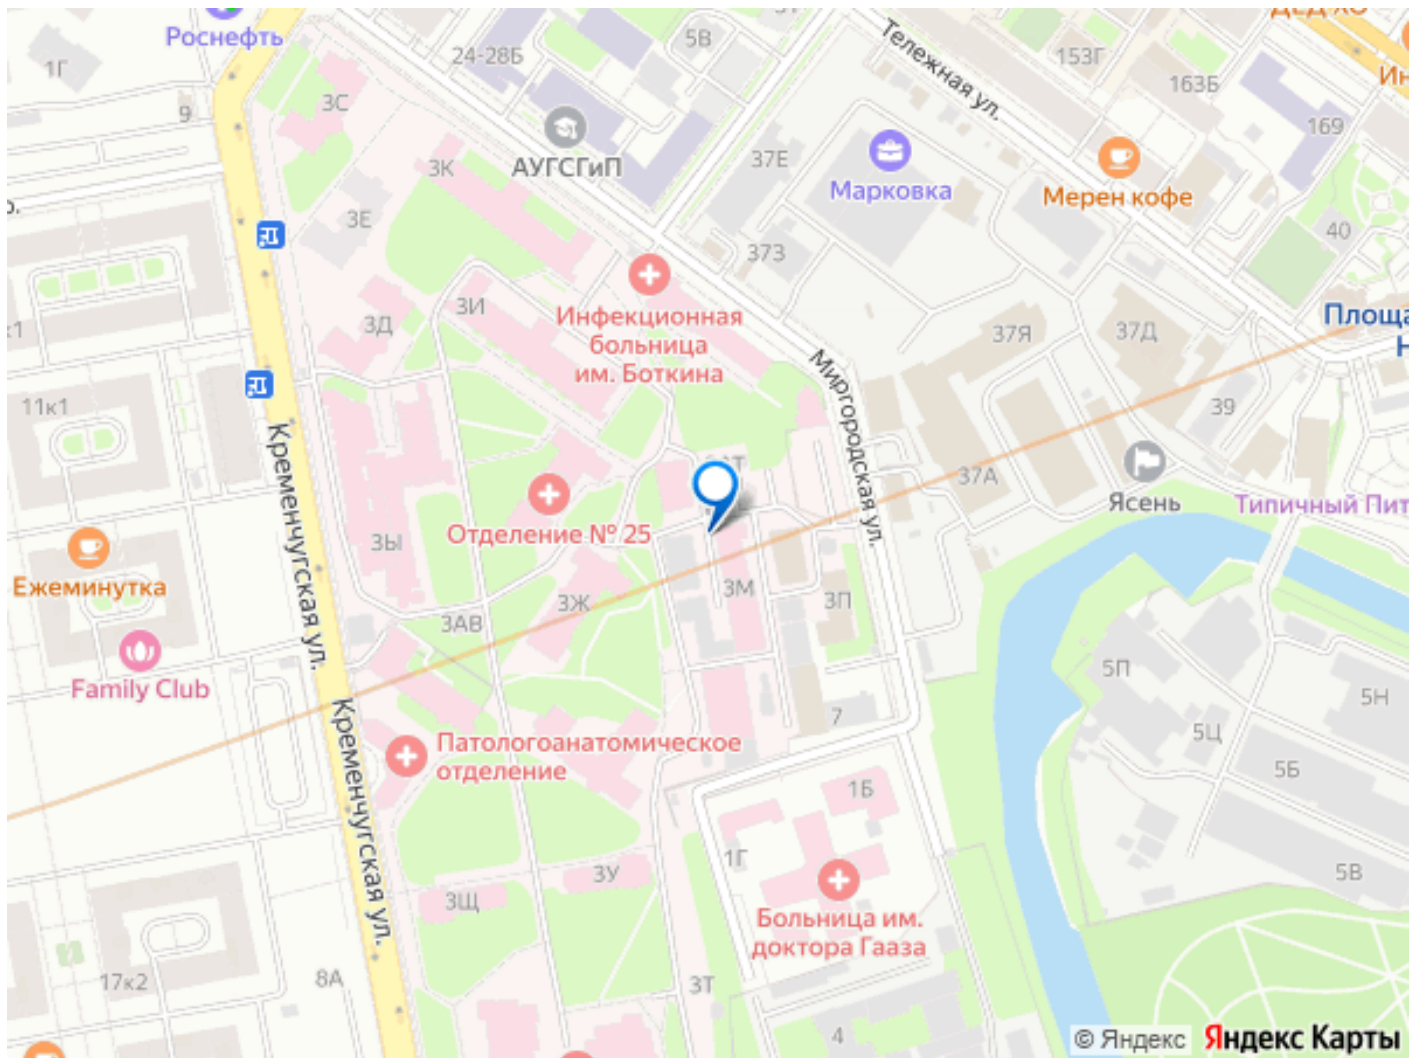 Роснефть
1Г
9
3С
24-28Б
5В
АУГСГиП
3К
3Е
Тележная ул.
153Г
163Б
169
37Е
Марковка
Мерен кофе
373
40
3И
3Д
Инфекционная
больница
им. Боткина
37Я
37Д
Миргородская ул.
39
11к1
Кременчугская ул.
37А
Ясень
Отделение № 25
3Ы
Ежеминутка
3Ж
3АВ
3М
3П
Family Club
5П
5Н
5Ц
5Б
7
Кременчугская ул.
Патологоанатомическое
отделение
1Б
1Г
3У
3Щ
5В
Больница им.
доктора Гааза
17к2
8А
3Т
4
© Яндекс
Яндекс Карты